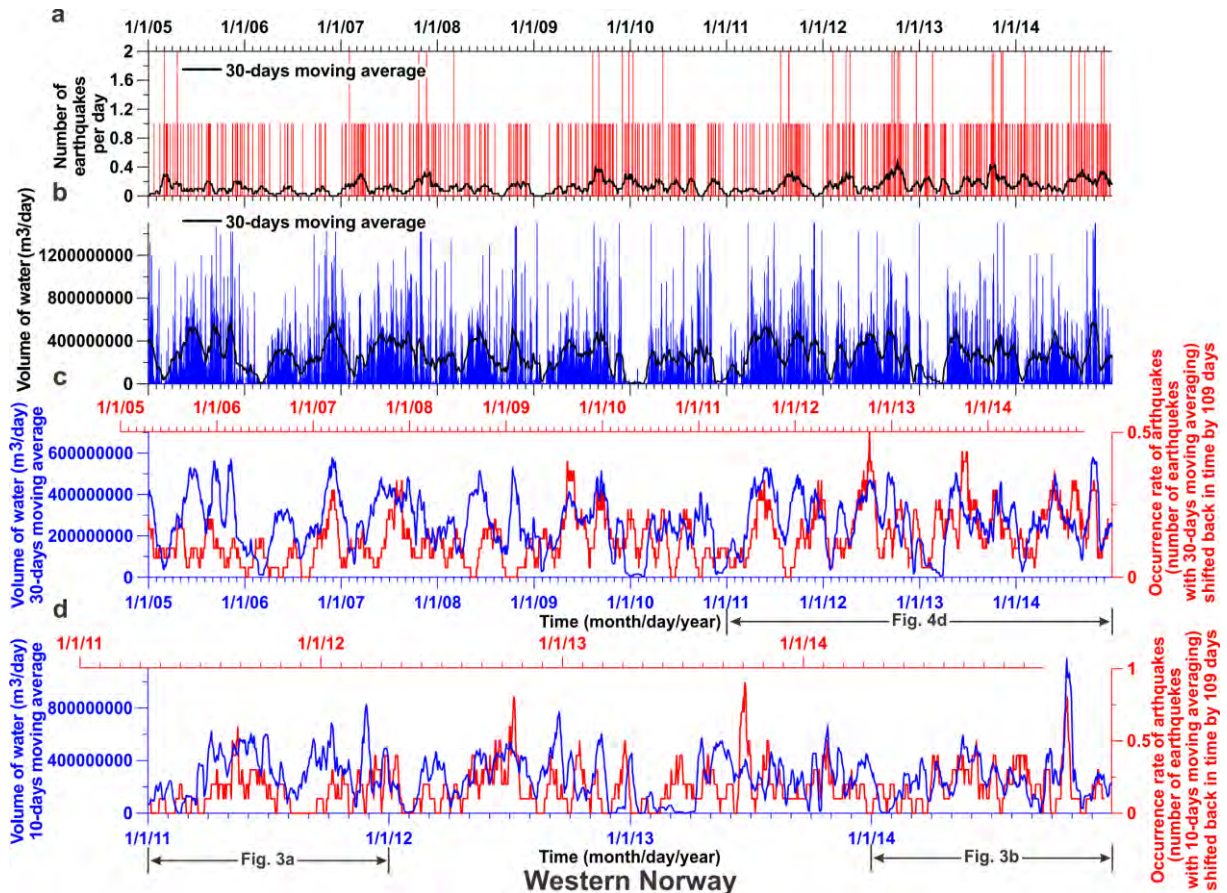 a
1/1/05 1/1/06 1/1/07 1/1/08 1/1/09 1/1/10 1/1/11 1/1/12 1/1/13 1/1/14
Number of
earthquakes
per day
2
1.6
1.2
0.8
0.4
0
30-days moving average
b
Volume of water (m3/day)
1200000000
800000000
400000000
0
30-days moving average
c
1/1/05 1/1/06 1/1/07 1/1/08 1/1/09 1/1/10 1/1/11 1/1/12 1/1/13 1/1/14
Volume of water (m3/day)
30-days moving average
600000000
400000000
200000000
0
0.5
0
Occurrence rate of arthquakes
(number of earthquekes
with 30-days moving averaging)
shifted back in time by 109 days
1/1/05 1/1/06 1/1/07 1/1/08 1/1/09 1/1/10 1/1/11 1/1/12 1/1/13 1/1/14
Time (month/day/year)
Fig. 4d
d
1/1/11 1/1/12 1/1/13 1/1/14
Volume of water (m3/day)
10-days moving average
800000000
400000000
0
1
0.5
0
Occurrence rate of arthquakes
(number of earthquekes
with 10-days moving averaging)
shifted back in time by 109 days
1/1/11 1/1/12 1/1/13 1/1/14
Fig. 3a
Time (month/day/year)
Fig. 3b
Western Norway